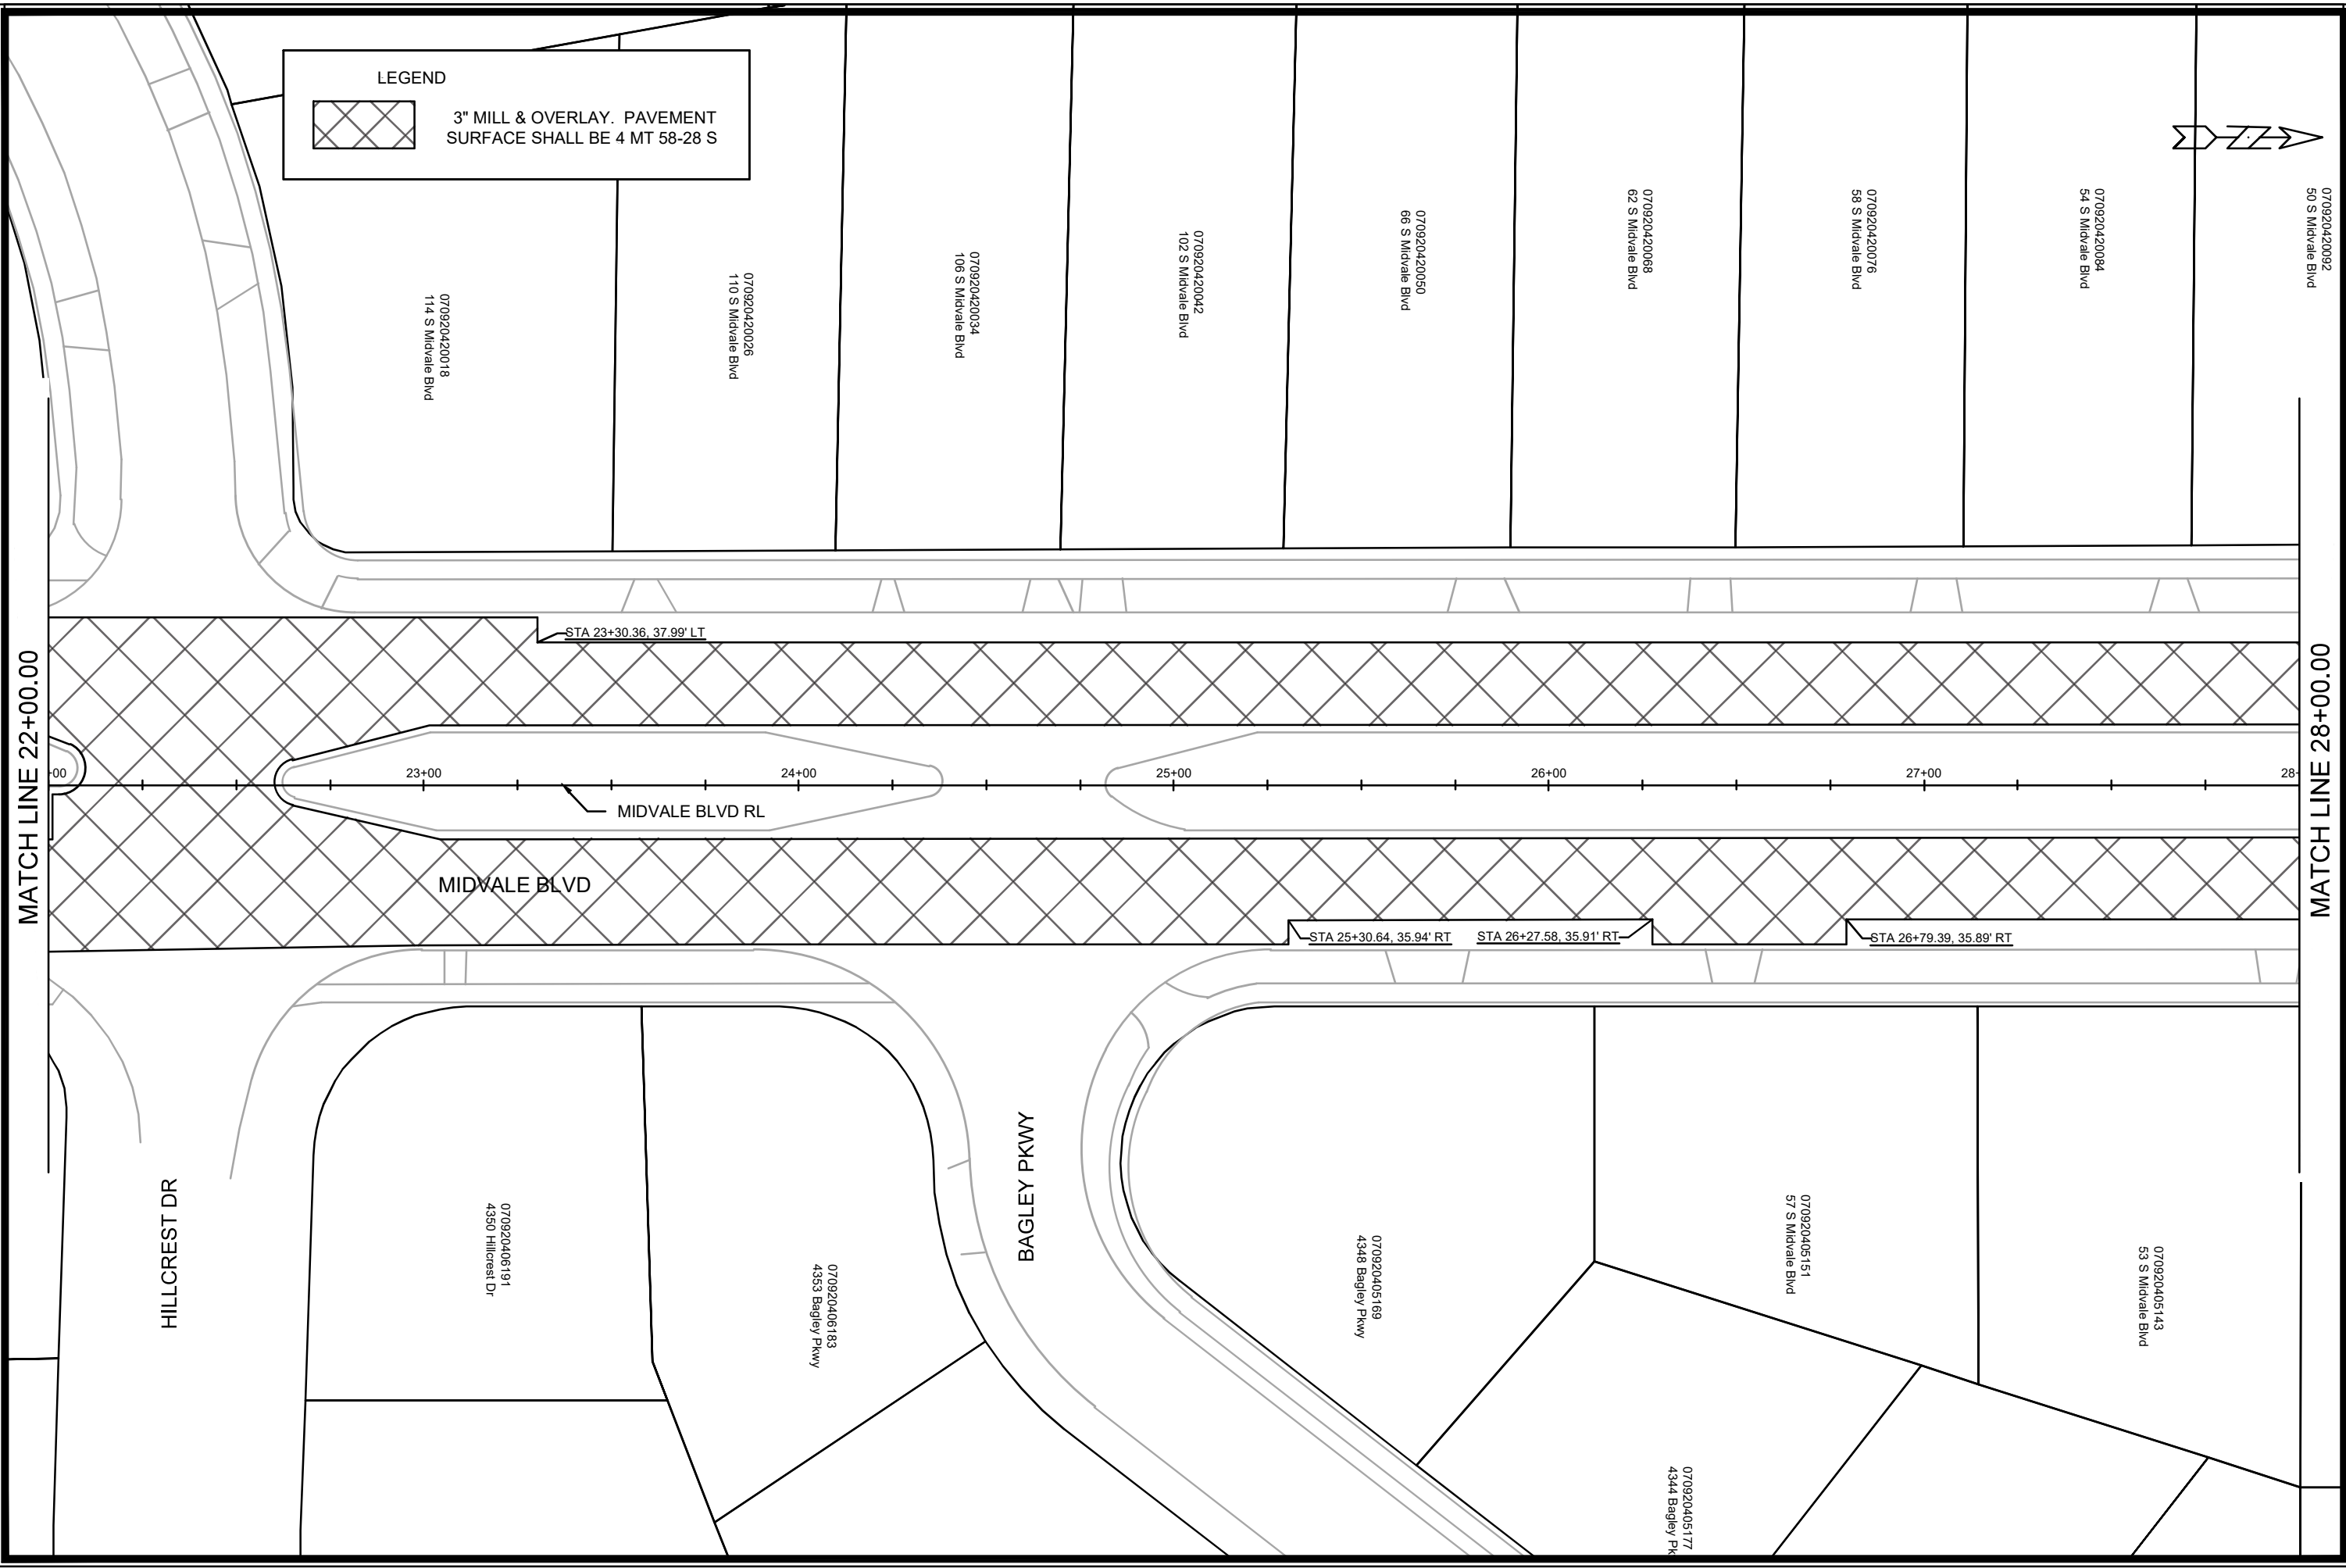 LEGEND
3" MILL & OVERLAY. PAVEMENT
SURFACE SHALL BE 4 MT 58-28 S
070920420018
114 S Midvale Blvd
070920420026
110 S Midvale Blvd
070920420034
106 S Midvale Blvd
070920420042
102 S Midvale Blvd
070920420050
66 S Midvale Blvd
070920420068
62 S Midvale Blvd
070920420076
58 S Midvale Blvd
070920420084
54 S Midvale Blvd
070920420092
50 S Midvale Blvd
N
MATCH LINE 22+00.00
MATCH LINE 28+00.00
STA 23+30.36, 37.99' LT
+00
23+00
24+00
25+00
26+00
27+00
28+
MIDVALE BLVD RL
MIDVALE BLVD
STA 25+30.64, 35.94' RT
STA 26+27.58, 35.91' RT
STA 26+79.39, 35.89' RT
HILLCREST DR
BAGLEY PKWY
070920406191
4350 Hillcrest Dr
070920406183
4353 Bagley Pkwy
070920405169
4348 Bagley Pkwy
070920405151
57 S Midvale Blvd
070920405143
53 S Midvale Blvd
070920405177
4344 Bagley Pk